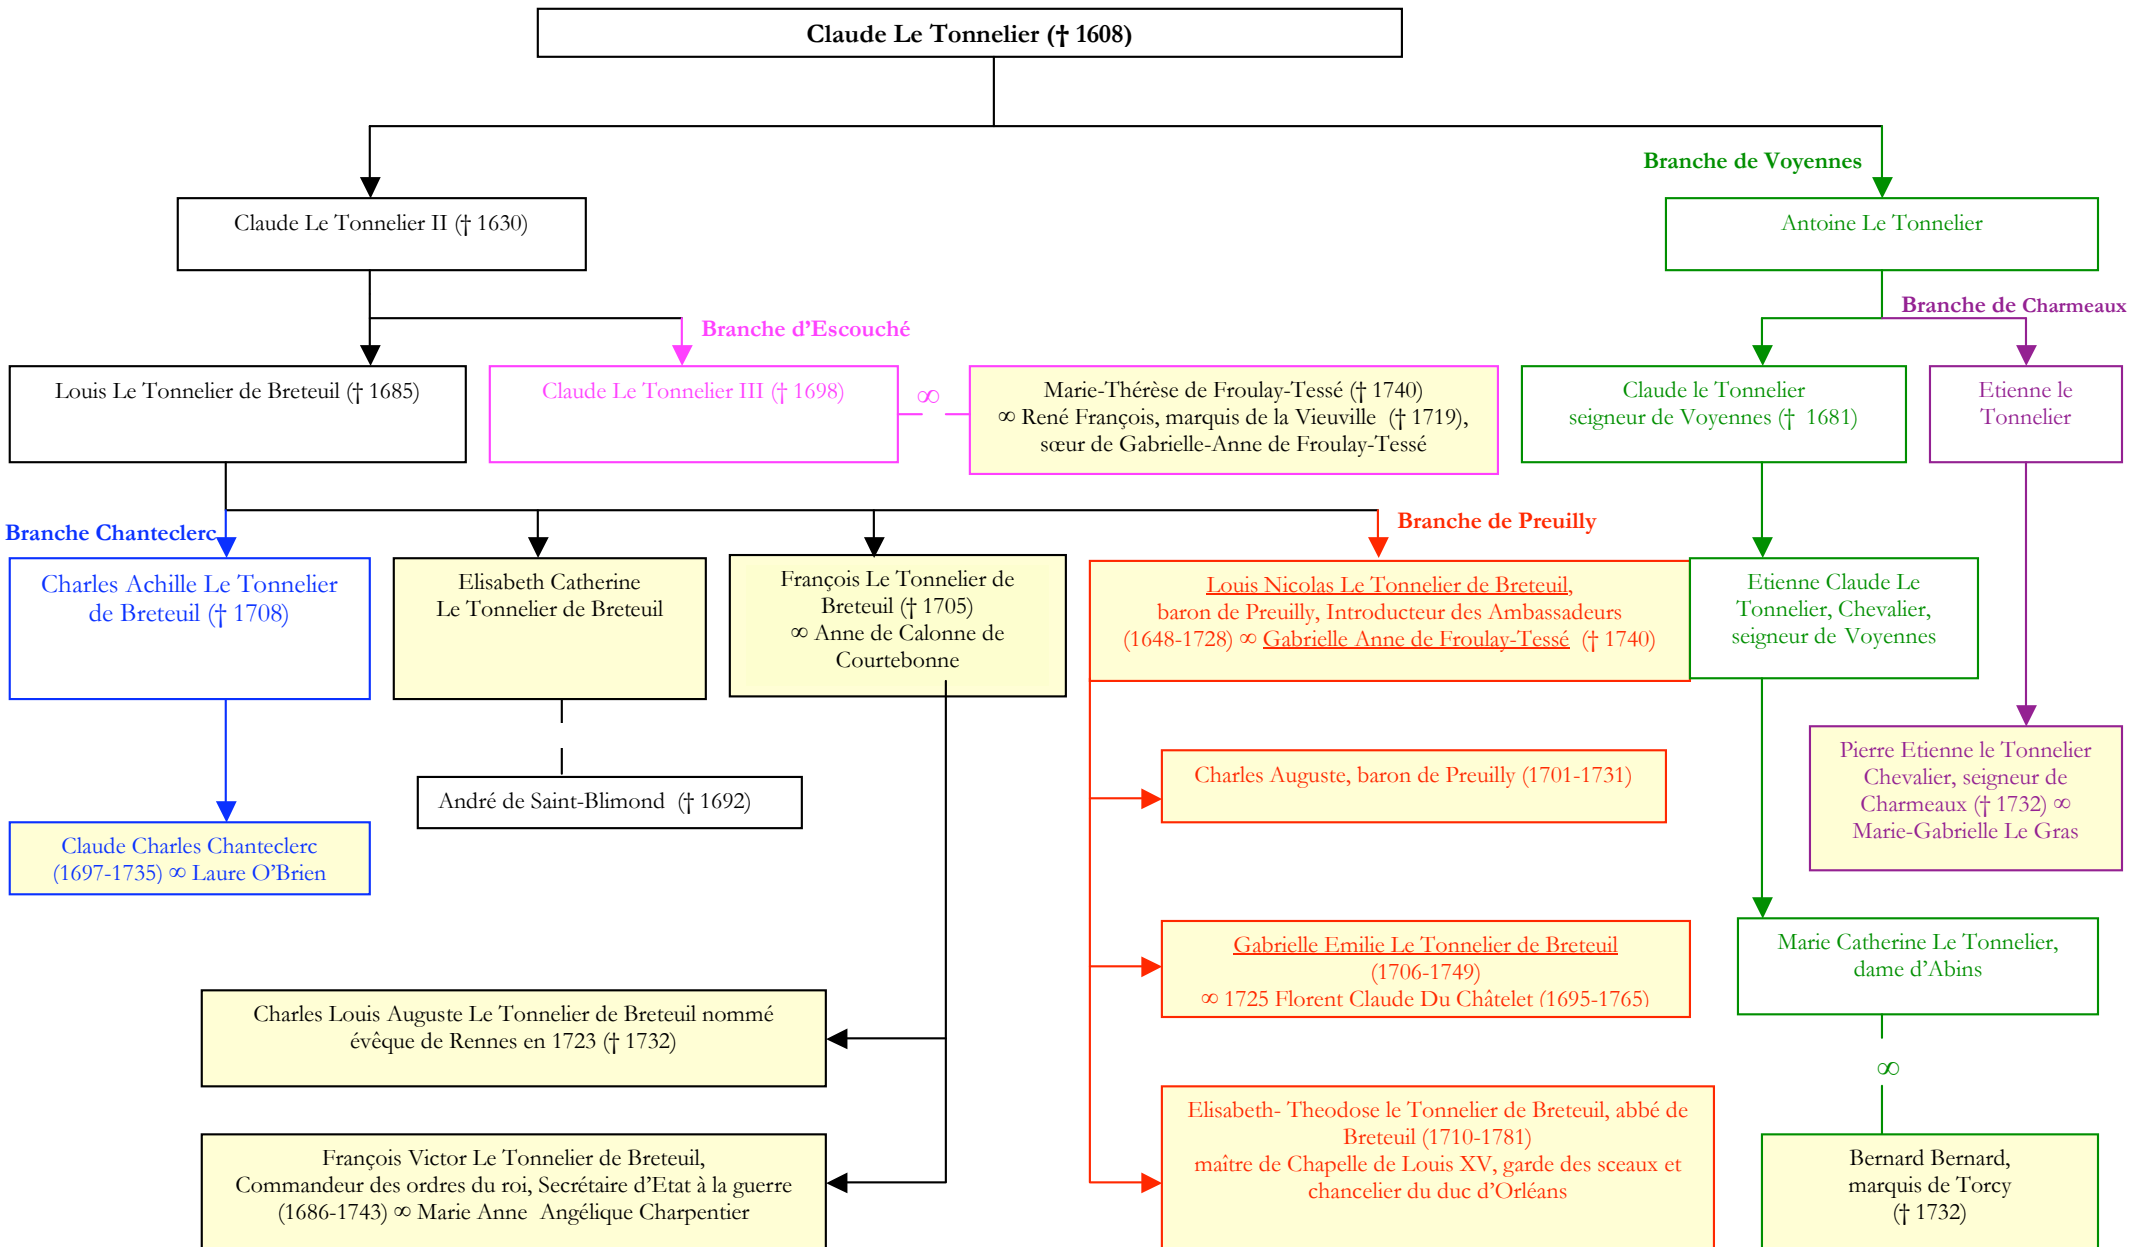 Claude Le Tonnelier († 1608)
Branche de Voyennes
Claude Le Tonnelier II († 1630)
Antoine Le Tonnelier
Branche d'Escouché
Branche de Charmeaux
Louis Le Tonnelier de Breteuil († 1685)
Claude Le Tonnelier III († 1698)
∞
Marie-Thérèse de Froulay-Tessé († 1740)
∞ René François, marquis de la Vieuville († 1719),
sœur de Gabrielle-Anne de Froulay-Tessé
Claude le Tonnelier
seigneur de Voyennes († 1681)
Etienne le
Tonnelier
Branche Chanteclerc
Branche de Preuilly
Charles Achille Le Tonnelier
de Breteuil († 1708)
Elisabeth Catherine
Le Tonnelier de Breteuil
François Le Tonnelier de
Breteuil († 1705)
∞ Anne de Calonne de
Courtebonne
Louis Nicolas Le Tonnelier de Breteuil,
baron de Preuilly, Introducteur des Ambassadeurs
(1648-1728) ∞ Gabrielle Anne de Froulay-Tessé († 1740)
Etienne Claude Le
Tonnelier, Chevalier,
seigneur de Voyennes
André de Saint-Blimond († 1692)
Charles Auguste, baron de Preuilly (1701-1731)
Pierre Etienne le Tonnelier
Chevalier, seigneur de
Charmeaux († 1732) ∞
Marie-Gabrielle Le Gras
Claude Charles Chanteclerc
(1697-1735) ∞ Laure O'Brien
Gabrielle Emilie Le Tonnelier de Breteuil
(1706-1749)
∞ 1725 Florent Claude Du Châtelet (1695-1765)
Marie Catherine Le Tonnelier,
dame d'Abins
Charles Louis Auguste Le Tonnelier de Breteuil nommé
évêque de Rennes en 1723 († 1732)
∞
Elisabeth- Theodose le Tonnelier de Breteuil, abbé de
Breteuil (1710-1781)
maître de Chapelle de Louis XV, garde des sceaux et
chancelier du duc d'Orléans
François Victor Le Tonnelier de Breteuil,
Commandeur des ordres du roi, Secrétaire d'Etat à la guerre
(1686-1743) ∞ Marie Anne Angélique Charpentier
Bernard Bernard,
marquis de Torcy
(† 1732)